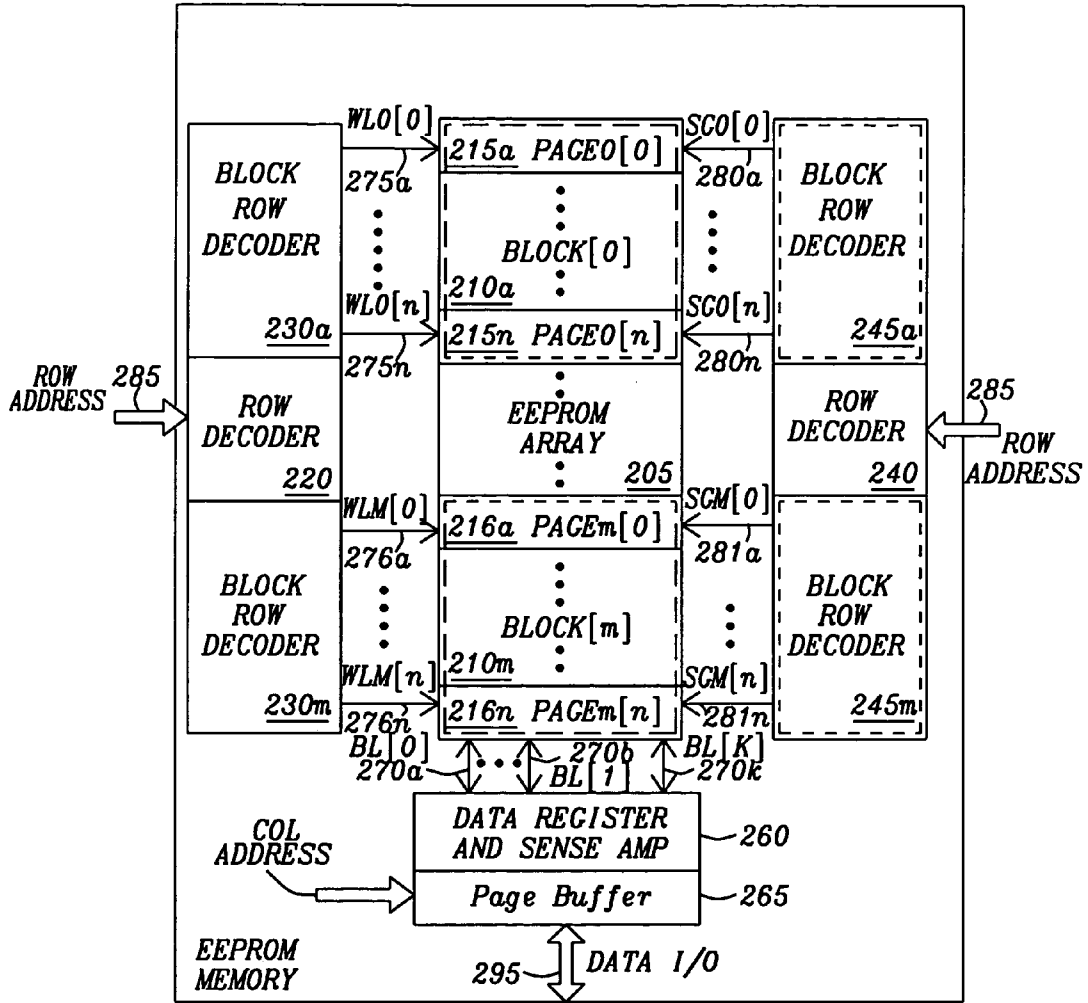 WL0[0]
SG0[0]
215a PAGE0[0]
275a
280a
BLOCK
ROW
DECODER
BLOCK
ROW
DECODER
BLOCK[0]
210a
WL0[n]
SG0[n]
230a
215n PAGE0[n]
245a
275n
280n
ROW
ADDRESS
285
ROW
DECODER
220
EEPROM
ARRAY
205
ROW
DECODER
240
285
ROW
ADDRESS
WLM[0]
SGM[0]
216a PAGEm[0]
276a
281a
BLOCK
ROW
DECODER
BLOCK
ROW
DECODER
BLOCK[m]
210m
WLM[n]
SGM[n]
230m
216n PAGEm[n]
245m
276n
281n
BL[0]
270a
270b
BL[1]
BL[K]
270k
DATA REGISTER
AND SENSE AMP
260
COL
ADDRESS
Page Buffer
265
EEPROM
MEMORY
295
DATA I/O